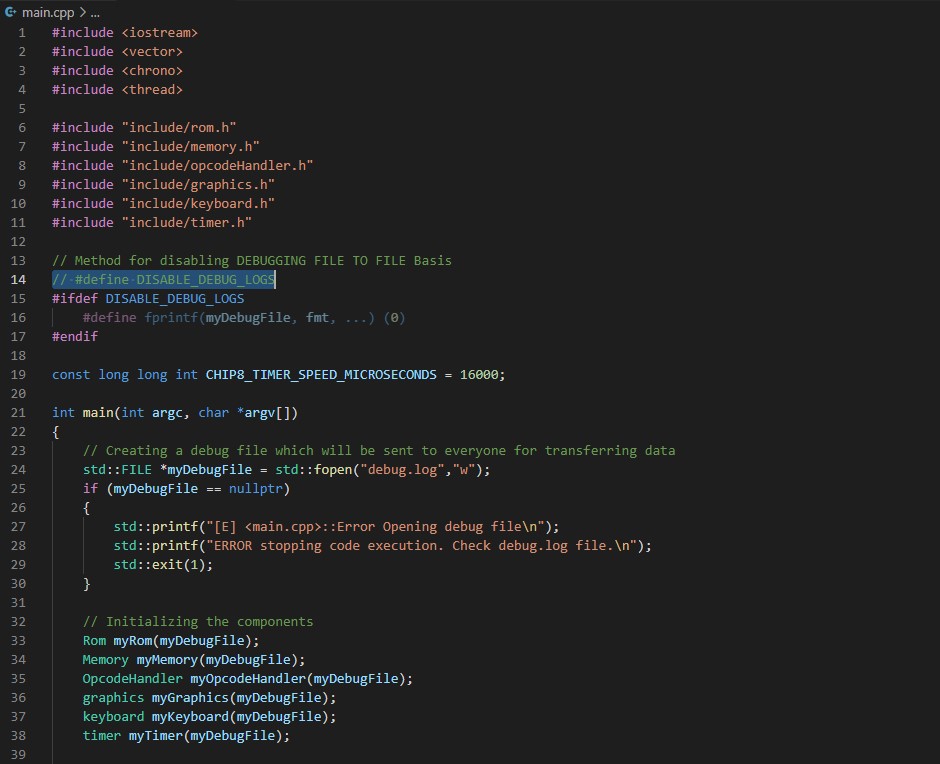 main.cpp > ...
1 #include <iostream>
2 #include <vector>
3 #include <chrono>
4 #include <thread>
5
6 #include "include/rom.h"
7 #include "include/memory.h"
8 #include "include/opcodeHandler.h"
9 #include "include/graphics.h"
10 #include "include/keyboard.h"
11 #include "include/timer.h"
12
13 // Method for disabling DEBUGGING FILE TO FILE Basis
14 // #define DISABLE_DEBUG_LOGS
15 #ifdef DISABLE_DEBUG_LOGS
16     #define fprintf(myDebugFile, fmt, ...) (0)
17 #endif
18
19 const long long int CHIP8_TIMER_SPEED_MICROSECONDS = 16000;
20
21 int main(int argc, char *argv[])
22 {
23     // Creating a debug file which will be sent to everyone for transferring data
24     std::FILE *myDebugFile = std::fopen("debug.log","w");
25     if (myDebugFile == nullptr)
26     {
27         std::printf("[E] <main.cpp>::Error Opening debug file\n");
28         std::printf("ERROR stopping code execution. Check debug.log file.\n");
29         std::exit(1);
30     }
31
32     // Initializing the components
33     Rom myRom(myDebugFile);
34     Memory myMemory(myDebugFile);
35     OpcodeHandler myOpcodeHandler(myDebugFile);
36     graphics myGraphics(myDebugFile);
37     keyboard myKeyboard(myDebugFile);
38     timer myTimer(myDebugFile);
39